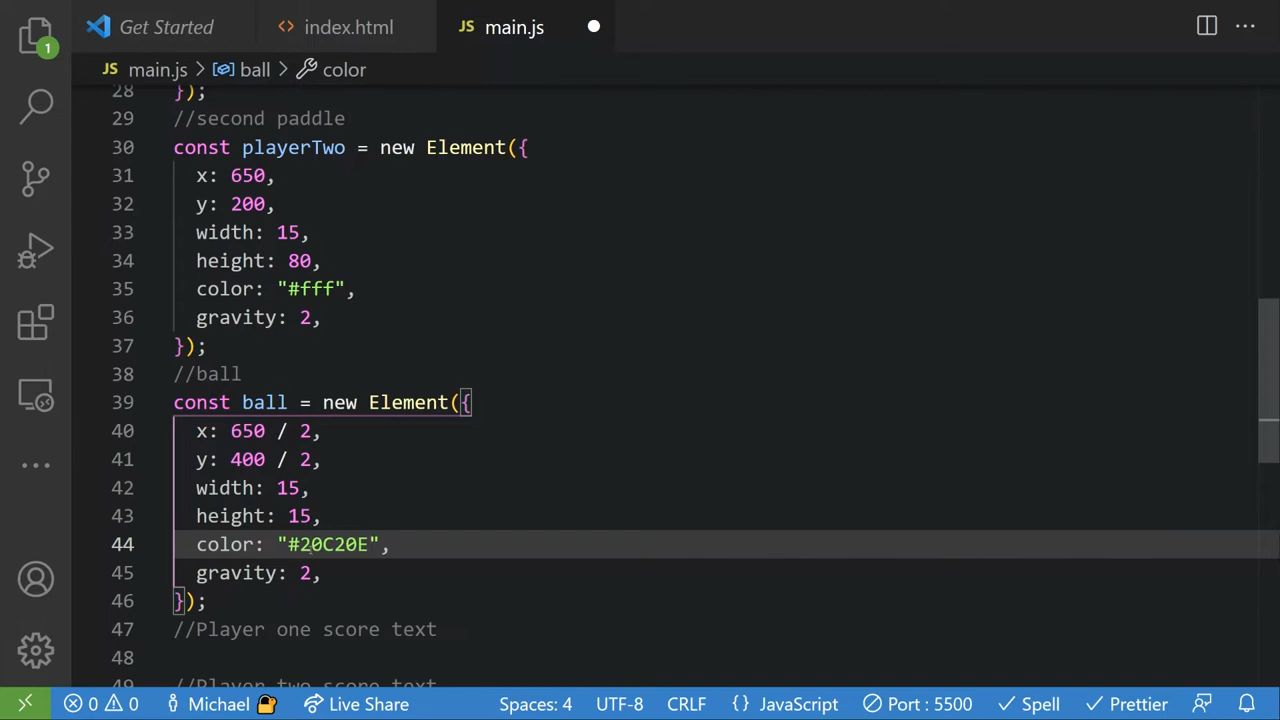 Get Started
index.html
JS main.js
JS main.js > ball > color
1
28 });
29 //second paddle
30 const playerTwo = new Element({
31 x: 650,
32 y: 200,
33 width: 15,
34 height: 80,
35 color: "#fff",
36 gravity: 2,
37 });
38 //ball
39 const ball = new Element({
40 x: 650 / 2,
41 y: 400 / 2,
42 width: 15,
43 height: 15,
44 color: "#20C20E",
45 gravity: 2,
46 });
47 //Player one score text
48
49 //Player two score text
0 0 Michael Live Share Spaces: 4 UTF-8 CRLF {} JavaScript Port : 5500 Spell Prettier